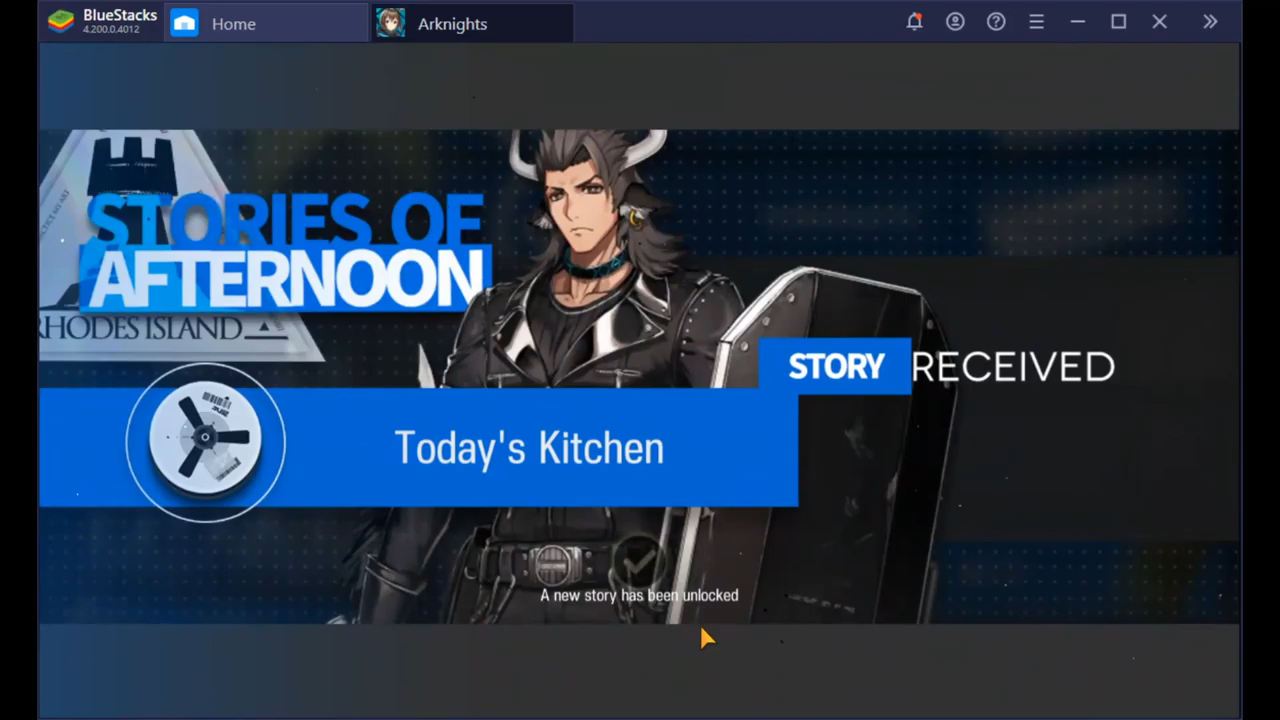 BlueStacks
4.200.0.4012
Home
Arknights
STORIES OF
AFTERNOON
RHODES ISLAND
STORY RECEIVED
Today's Kitchen
A new story has been unlocked